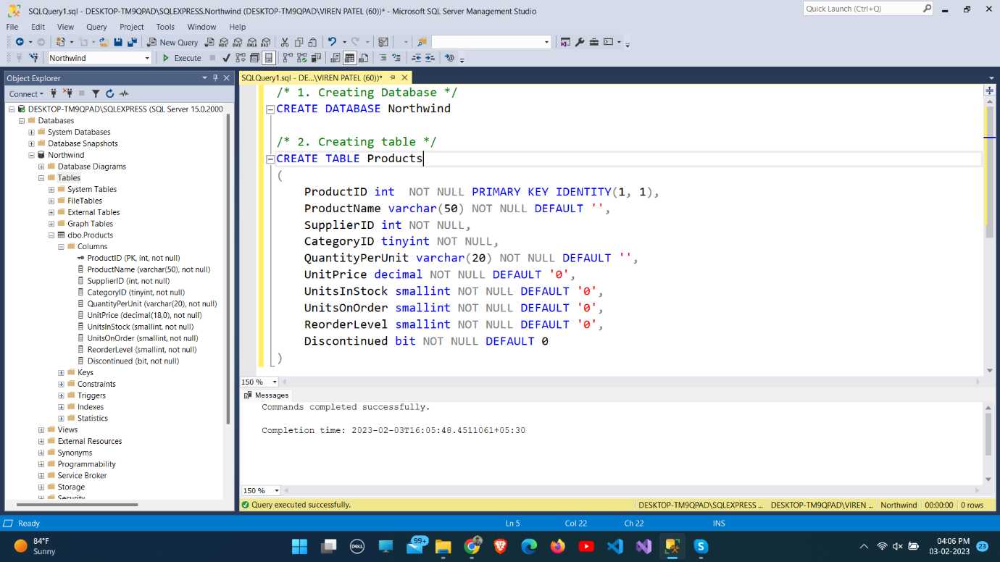 SQLQuery1.sql - DESKTOP-TM9QPAD\SQLEXPRESS.Northwind (DESKTOP-TM9QPAD\VIREN PATEL (60))* - Microsoft SQL Server Management Studio
Quick Launch (Ctrl+Q)
File Edit View Query Project Tools Window Help
New Query
MDX DMX XMLA DAX
Northwind
Execute
Object Explorer
Connect
DESKTOP-TM9QPAD\SQLEXPRESS (SQL Server 15.0.2000
Databases
System Databases
Database Snapshots
Northwind
Database Diagrams
Tables
System Tables
FileTables
External Tables
Graph Tables
dbo.Products
Columns
ProductID (PK, int, not null)
ProductName (varchar(50), not null)
SupplierID (int, not null)
CategoryID (tinyint, not null)
QuantityPerUnit (varchar(20), not null)
UnitPrice (decimal(18,0), not null)
UnitsInStock (smallint, not null)
UnitsOnOrder (smallint, not null)
ReorderLevel (smallint, not null)
Discontinued (bit, not null)
Keys
Constraints
Triggers
Indexes
Statistics
Views
External Resources
Synonyms
Programmability
Service Broker
Storage
Security
SQLQuery1.sql - DE...\VIREN PATEL (60))*
/* 1. Creating Database */
CREATE DATABASE Northwind
/* 2. Creating table */
CREATE TABLE Products
(
ProductID int  NOT NULL PRIMARY KEY IDENTITY(1, 1),
ProductName varchar(50) NOT NULL DEFAULT '',
SupplierID int NOT NULL,
CategoryID tinyint NOT NULL,
QuantityPerUnit varchar(20) NOT NULL DEFAULT '',
UnitPrice decimal NOT NULL DEFAULT '0',
UnitsInStock smallint NOT NULL DEFAULT '0',
UnitsOnOrder smallint NOT NULL DEFAULT '0',
ReorderLevel smallint NOT NULL DEFAULT '0',
Discontinued bit NOT NULL DEFAULT 0
)
150 %
Messages
Commands completed successfully.
Completion time: 2023-02-03T16:05:48.4511061+05:30
150 %
Query executed successfully.
DESKTOP-TM9QPAD\SQLEXPRESS ... DESKTOP-TM9QPAD\VIREN ... Northwind 00:00:00 0 rows
Ready Ln 5 Col 22 Ch 22 INS
84°F
Sunny
DELL
99+
04:06 PM
03-02-2023
23